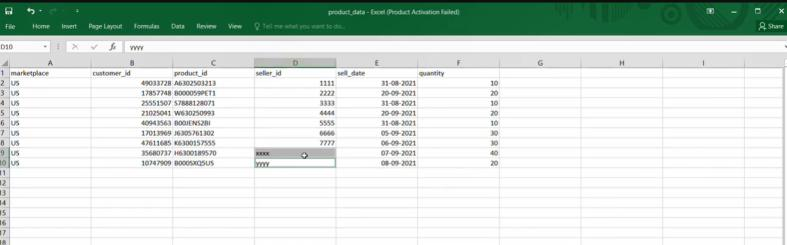 product_data - Excel (Product Activation Failed)
File Home Insert Page Layout Formulas Data Review View Tell me what you want to do... Share
D10 fx yyyy
A B C D E F G H I
1 marketplace customer_id product_id seller_id sell_date quantity
2 US 49033728 A6302503213 1111 31-08-2021 10
3 US 17857748 B000059PET1 2222 20-09-2021 20
4 US 25551507 S7888128071 3333 31-08-2021 10
5 US 21025041 W630250993 4444 20-09-2021 20
6 US 40943563 B00JENS2BI 5555 31-08-2021 10
7 US 17013969 J6305761302 6666 05-09-2021 30
8 US 47611685 K6300157555 7777 06-09-2021 30
9 US 35680737 H6300189570 xxxx 07-09-2021 40
10 US 10747909 B000SXQ5US yyyy 08-09-2021 20
11
12
13
14
15
16
17
18